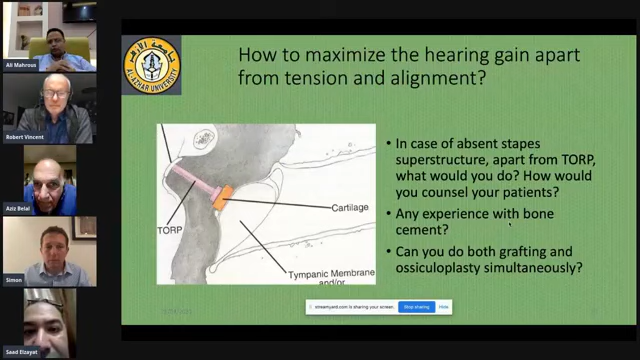 Ali Mahrous
Robert Vincent
Aziz Belal
Simon
Saad Elzayat
AL-AZHAR UNIVERSITY
How to maximize the hearing gain apart
from tension and alignment?
TORP
Cartilage
Tympanic Membrane
and/or
• In case of absent stapes
superstructure, apart from TORP,
what would you do? How would
you counsel your patients?
• Any experience with bone
cement?
• Can you do both grafting and
ossiculoplasty simultaneously?
streamyard.com is sharing your screen.
Stop sharing
Hide